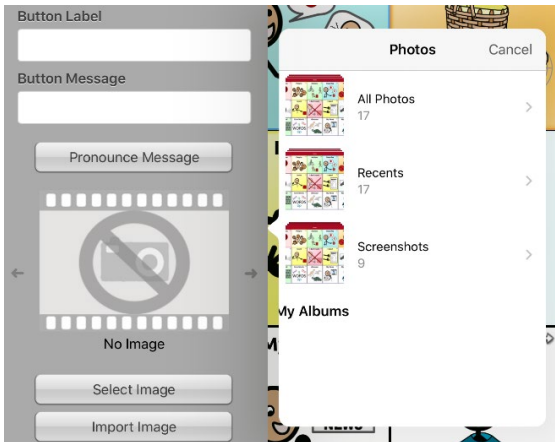 Button Label
Button Message
Pronounce Message
No Image
Select Image
Import Image
Photos
Cancel
All Photos
17
Recents
17
Screenshots
9
My Albums
NEWS